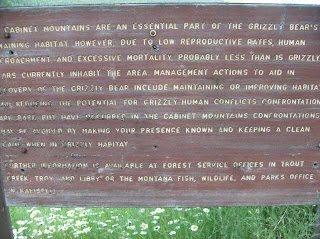 CABINET MOUNTAINS ARE AN ESSENTIAL PART OF THE GRIZZLY BEAR'S
MAINING HABITAT. HOWEVER, DUE TO LOW REPRODUCTIVE RATES, HUMAN
CROACHMENT AND EXCESSIVE MORTALITY, PROBABLY LESS THAN 15 GRIZZLY
EARS CURRENTLY INHABIT THE AREA. MANAGEMENT ACTIONS TO AID IN
COVERY OF THE GRIZZLY BEAR INCLUDE MAINTAINING OR IMPROVING HABITAT
REDUCING THE POTENTIAL FOR GRIZZLY-HUMAN CONFLICTS. CONFRONTATION
ARE RARE BUT HAVE OCCURRED IN THE CABINET MOUNTAINS. CONFRONTATIONS
MAY BE AVOIDED BY MAKING YOUR PRESENCE KNOWN AND KEEPING A CLEAN
CAMP WHEN IN GRIZZLY HABITAT.
FURTHER INFORMATION IS AVAILABLE AT FOREST SERVICE OFFICES IN TROUT
CREEK, TROY AND LIBBY OR THE MONTANA FISH, WILDLIFE, AND PARKS OFFICE
IN KALISPELL